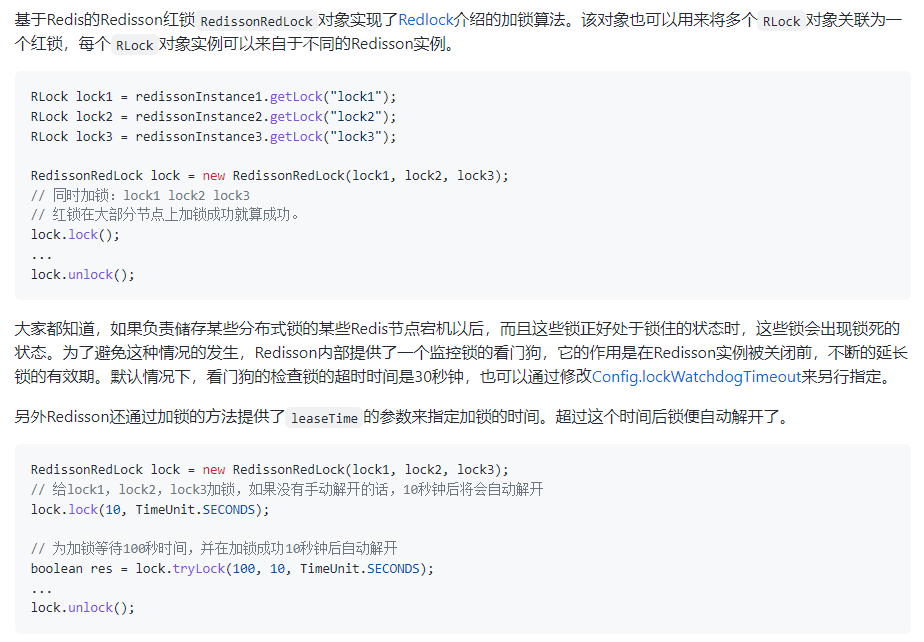 基于Redis的Redisson红锁 RedissonRedLock 对象实现了Redlock介绍的加锁算法。该对象也可以用来将多个 RLock 对象关联为一
个红锁，每个 RLock 对象实例可以来自于不同的Redisson实例。
RLock lock1 = redissonInstance1.getLock("lock1");
RLock lock2 = redissonInstance2.getLock("lock2");
RLock lock3 = redissonInstance3.getLock("lock3");
RedissonRedLock lock = new RedissonRedLock(lock1, lock2, lock3);
// 同时加锁：lock1 lock2 lock3
// 红锁在大部分节点上加锁成功就算成功。
lock.lock();
...
lock.unlock();
大家都知道，如果负责储存某些分布式锁的某些Redis节点宕机以后，而且这些锁正好处于锁住的状态时，这些锁会出现锁死的
状态。为了避免这种情况的发生，Redisson内部提供了一个监控锁的看门狗，它的作用是在Redisson实例被关闭前，不断的延长
锁的有效期。默认情况下，看门狗的检查锁的超时时间是30秒钟，也可以通过修改Config.lockWatchdogTimeout来另行指定。
另外Redisson还通过加锁的方法提供了 leaseTime 的参数来指定加锁的时间。超过这个时间后锁便自动解开了。
RedissonRedLock lock = new RedissonRedLock(lock1, lock2, lock3);
// 给lock1，lock2，lock3加锁，如果没有手动解开的话，10秒钟后将会自动解开
lock.lock(10, TimeUnit.SECONDS);
// 为加锁等待100秒时间，并在加锁成功10秒钟后自动解开
boolean res = lock.tryLock(100, 10, TimeUnit.SECONDS);
...
lock.unlock();